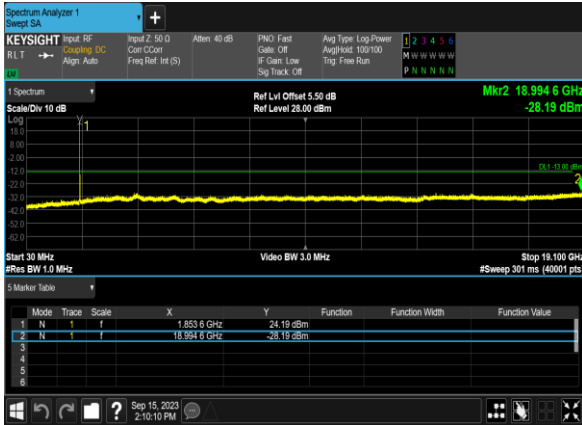 Spectrum Analyzer 1
Swept SA
KEYSIGHT Input: RF Input Z: 50 Ω Atten: 40 dB PNO: Fast Avg Type: Log-Power 1 2 3 4 5 6
R L T Coupling: DC Corr CCorr Gate: Off Avg|Hold: 100/100 M W W W W W
Align: Auto Freq Ref: Int (S) IF Gain: Low Trig: Free Run
Sig Track: Off P N N N N N
1 Spectrum Ref Lvl Offset 5.50 dB Mkr2 18.994 6 GHz
Scale/Div 10 dB Ref Level 28.00 dBm -28.19 dBm
Log
1
18.0
8.00
-2.00
DL1 -13.00 dBm
-12.0
2
-22.0
-32.0
-42.0
-52.0
-62.0
Start 30 MHz Video BW 3.0 MHz Stop 19.100 GHz
#Res BW 1.0 MHz #Sweep 301 ms (40001 pts
5 Marker Table
Mode Trace Scale X Y Function Function Width Function Value
1 N 1 f 1.853 6 GHz 24.19 dBm
2 N 1 f 18.994 6 GHz -28.19 dBm
3
4
5
6
? Sep 15, 2023
2:10:10 PM